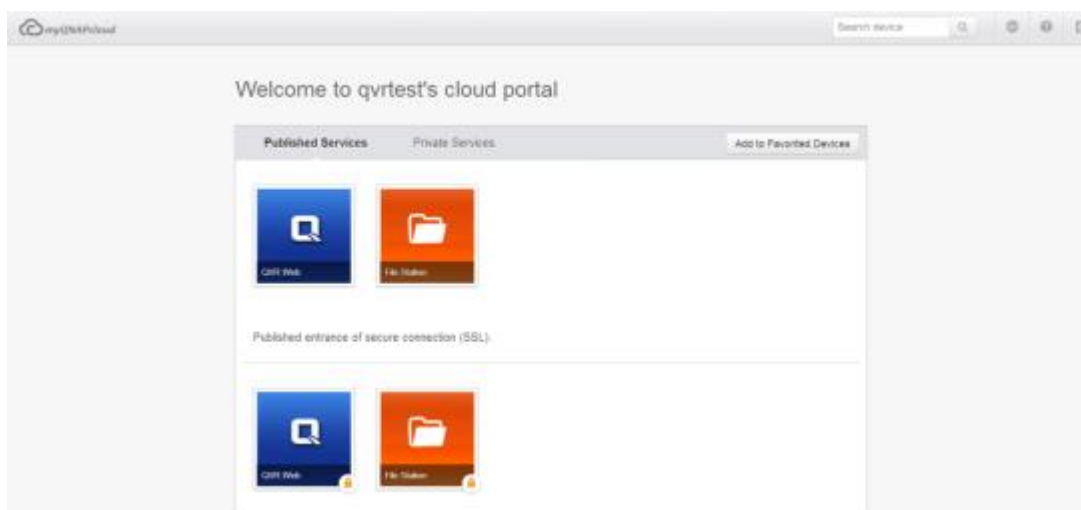 myQNAPcloud
Search device
Welcome to qvrtest's cloud portal
Published Services
Private Services
Add to Favorited Devices
QVR Web
File Station
Published entrance of secure connection (SSL).
QVR Web
File Station